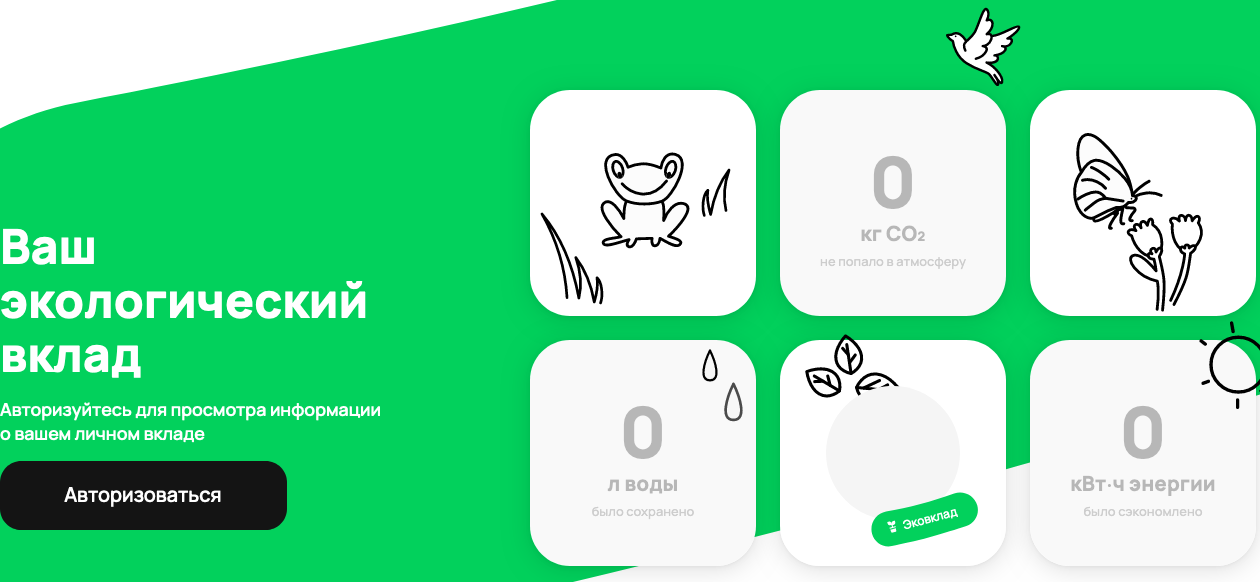 Ваш
экологический
вклад
Авторизуйтесь для просмотра информации
о вашем личном вкладе
Авторизоваться
0
кг CO₂
не попало в атмосферу
0
л воды
было сохранено
Эковклад
0
кВт·ч энергии
было сэкономлено